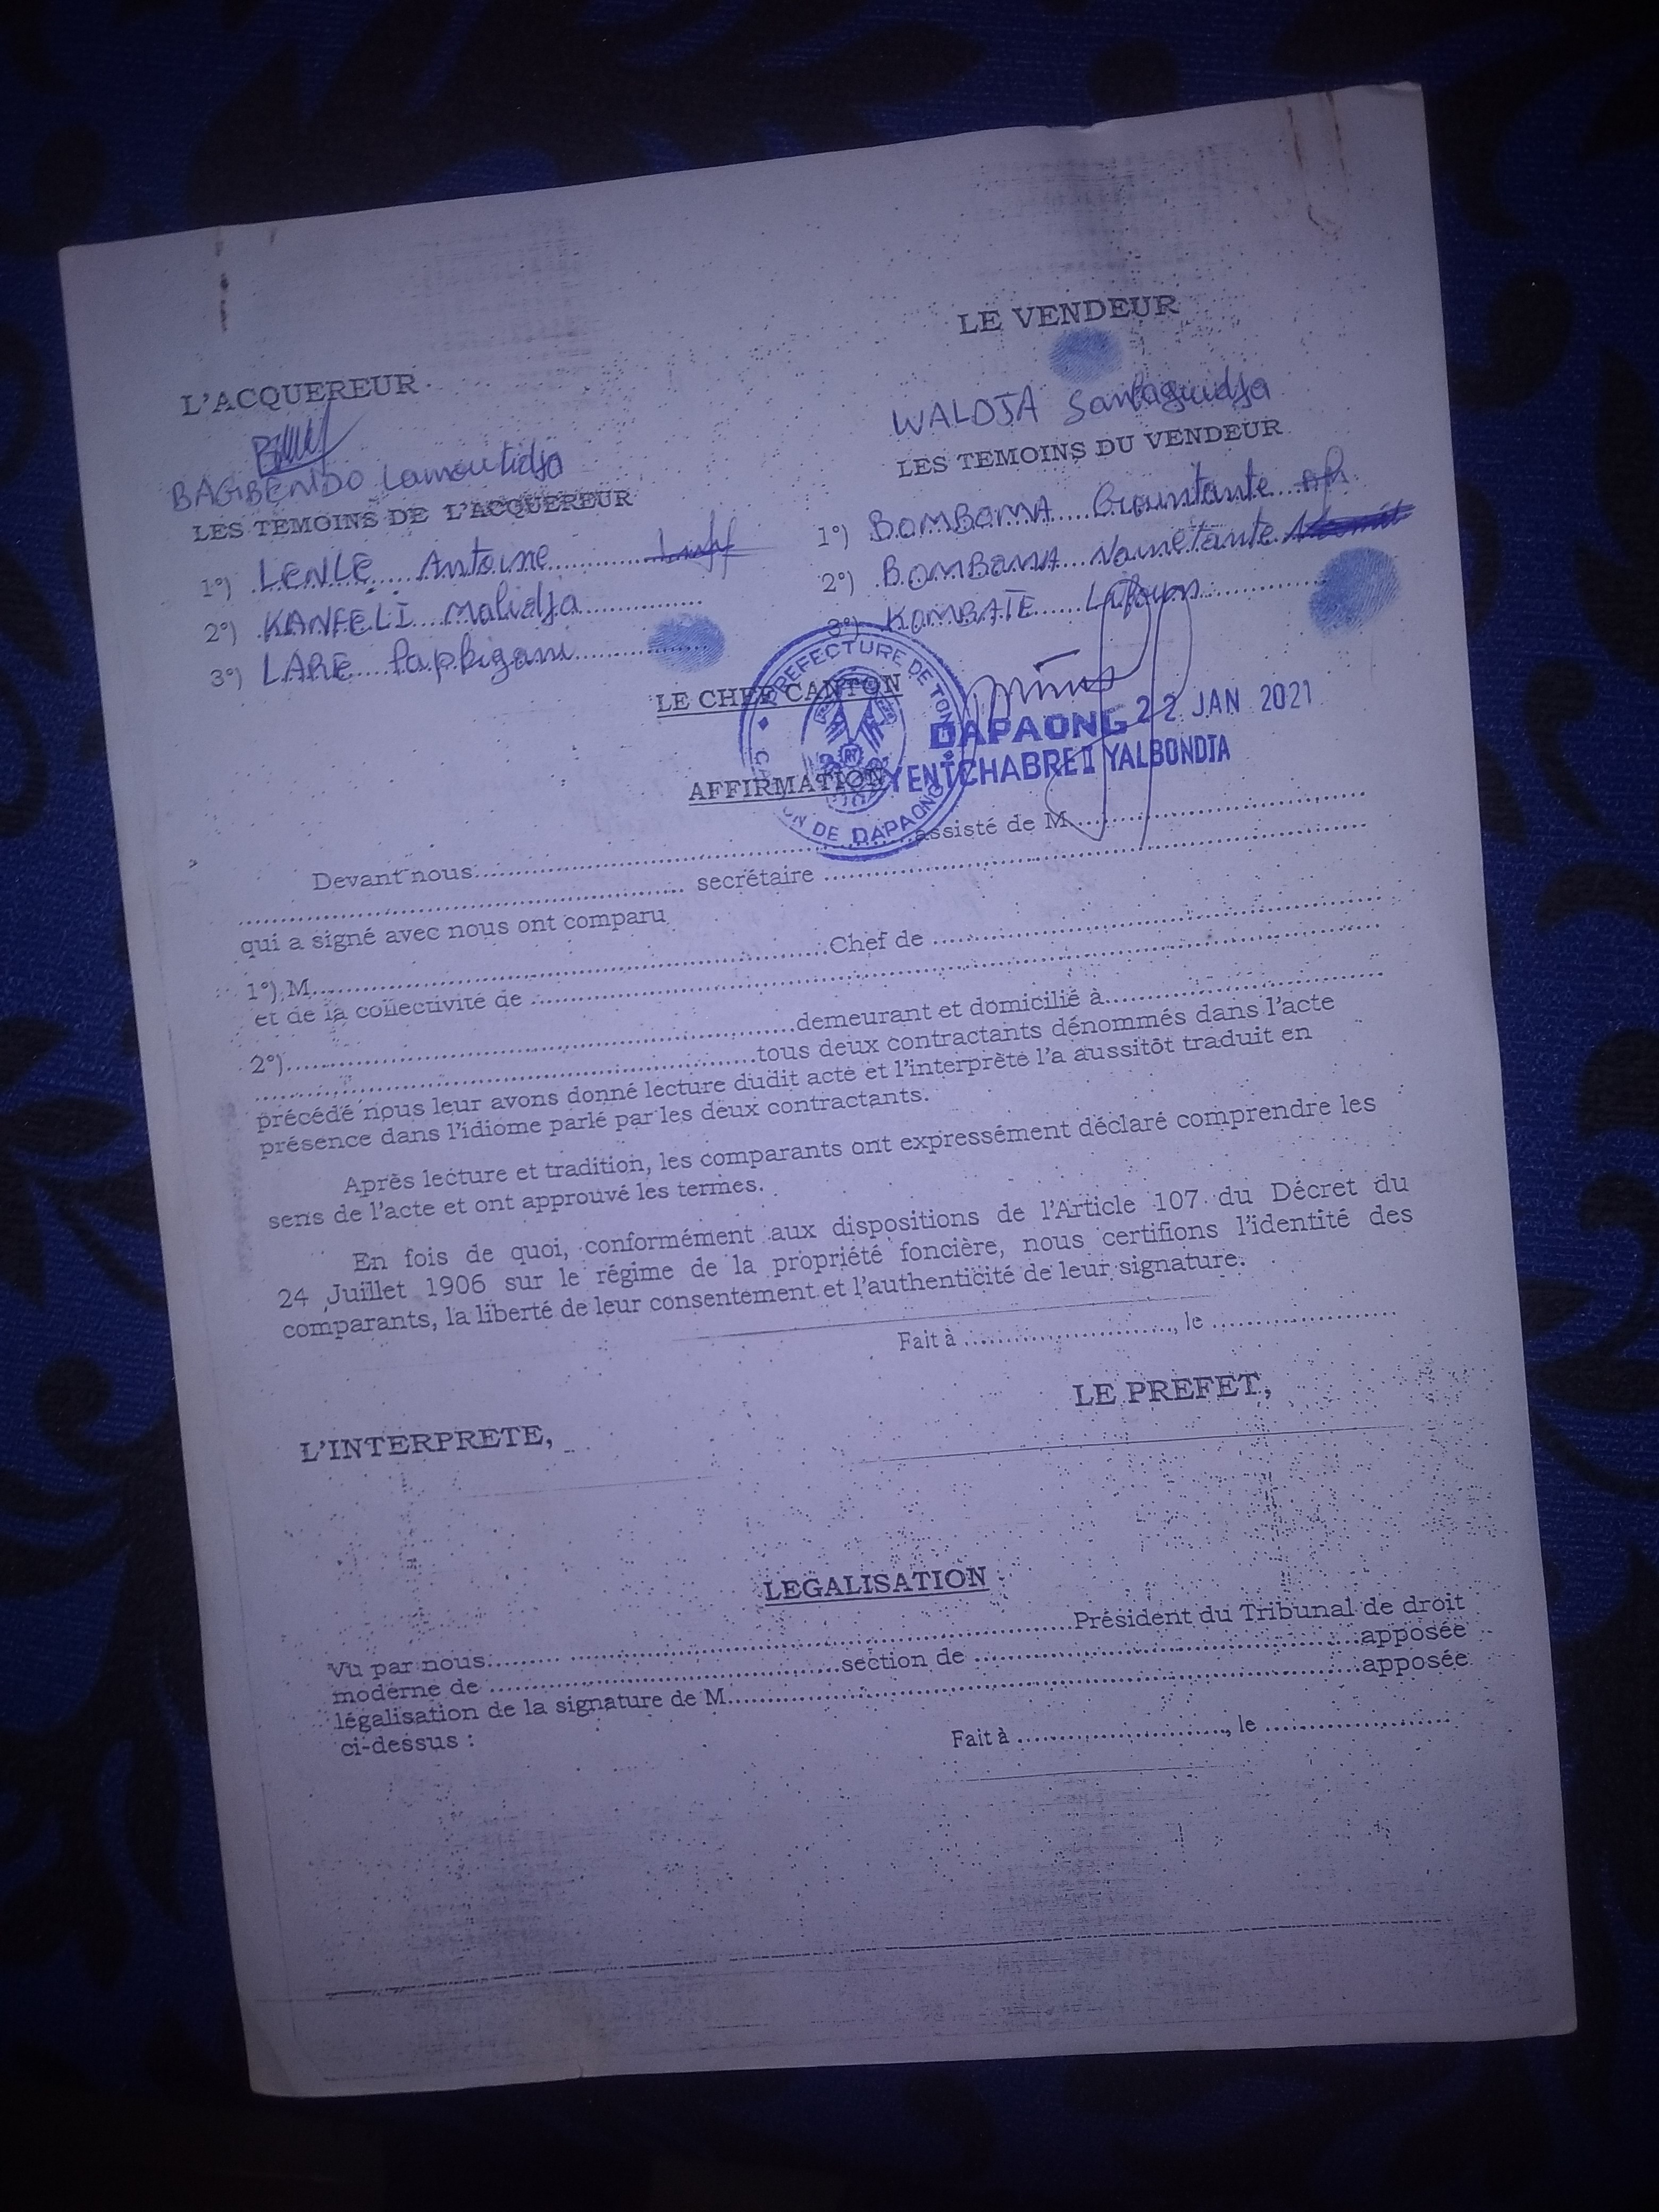 LE VENDEUR
L'ACQUEREUR
WALDJA
BAGBENDO Lamoutidja
LES TEMOINS DU VENDEUR
LES TEMOINS DE L'ACQUEREUR
1°) BOMBOMA
1°) LENLE Antoine
2°) BOMBOMA
2°) KANFELI Malidja
3°) KOMBATE
3°) LARE Pappigani
LE CHEF CANTON
PREFECTURE DE TONE
DAPAONG 22 JAN 2021
YENTCHABRE II YALBONDIA
DE DAPAONG
AFFIRMATION
Devant nous..........assisté de M..........
.......... secrétaire ..........
qui a signé avec nous ont comparu
1°) M..........Chef de ..........
et de la collectivité de ..........
2°)..........demeurant et domicilié à..........
..........tous deux contractants dénommés dans l'acte
précédé nous leur avons donné lecture dudit acte et l'interprète l'a aussitôt traduit en
présence dans l'idiome parlé par les deux contractants.
Après lecture et tradition, les comparants ont expressément déclaré comprendre les
sens de l'acte et ont approuvé les termes.
En fois de quoi, conformément aux dispositions de l'Article 107 du Décret du
24 Juillet 1906 sur le régime de la propriété foncière, nous certifions l'identité des
comparants, la liberté de leur consentement et l'authenticité de leur signature.
Fait à .........., le ..........
LE PREFET,
L'INTERPRETE,
LEGALISATION
Vu par nous..........Président du Tribunal de droit
moderne de ..........section de ..........apposée
légalisation de la signature de M..........apposée
ci-dessus :
Fait à .........., le ..........